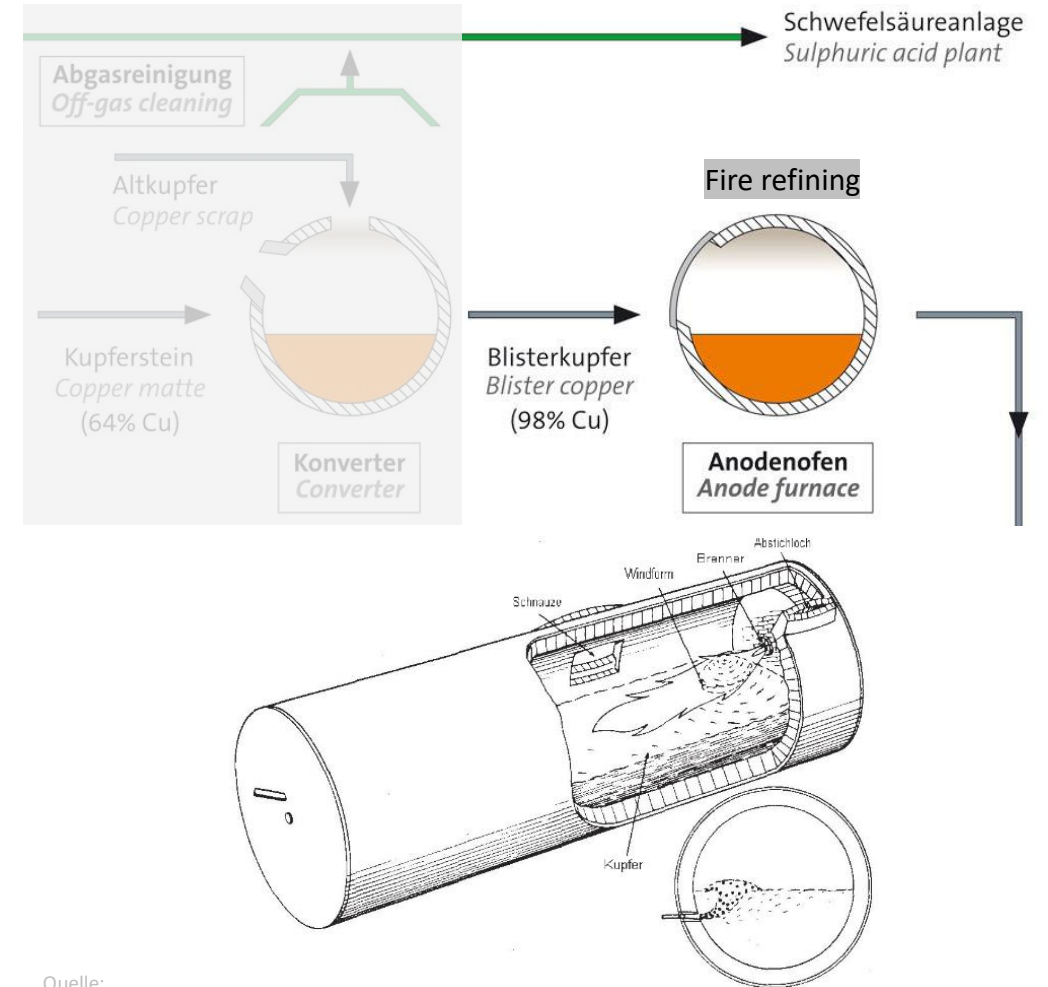 Schwefelsäureanlage
Sulphuric acid plant
Abgasreinigung
Off-gas cleaning
Altkupfer
Copper scrap
Fire refining
Kupferstein
Copper matte
(64% Cu)
Blisterkupfer
Blister copper
(98% Cu)
Konverter
Converter
Anodenofen
Anode furnace
Abstichloch
Brenner
Windform
Schnauze
Kupfer
Quelle: